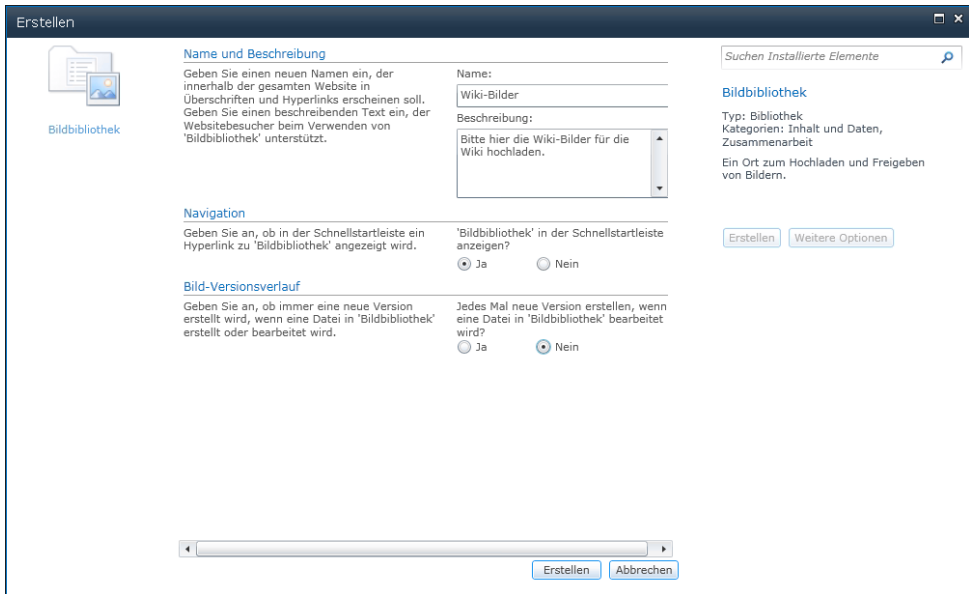 Erstellen
Bildbibliothek
Name und Beschreibung
Geben Sie einen neuen Namen ein, der
innerhalb der gesamten Website in
Überschriften und Hyperlinks erscheinen soll.
Geben Sie einen beschreibenden Text ein, der
Websitebesucher beim Verwenden von
'Bildbibliothek' unterstützt.
Name:
Wiki-Bilder
Beschreibung:
Bitte hier die Wiki-Bilder für die
Wiki hochladen.
Navigation
Geben Sie an, ob in der Schnellstartleiste ein
Hyperlink zu 'Bildbibliothek' angezeigt wird.
'Bildbibliothek' in der Schnellstartleiste
anzeigen?
Ja Nein
Bild-Versionsverlauf
Geben Sie an, ob immer eine neue Version
erstellt wird, wenn eine Datei in 'Bildbibliothek'
erstellt oder bearbeitet wird.
Jedes Mal neue Version erstellen, wenn
eine Datei in 'Bildbibliothek' bearbeitet
wird?
Ja Nein
Erstellen Abbrechen
Suchen Installierte Elemente
Bildbibliothek
Typ: Bibliothek
Kategorien: Inhalt und Daten,
Zusammenarbeit
Ein Ort zum Hochladen und Freigeben
von Bildern.
Erstellen Weitere Optionen